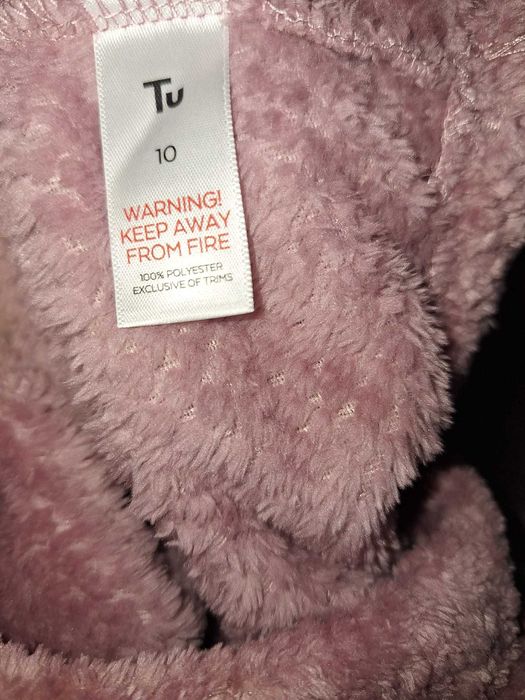 Tu
10
WARNING!
KEEP AWAY
FROM FIRE
100% POLYESTER
EXCLUSIVE OF TRIMS